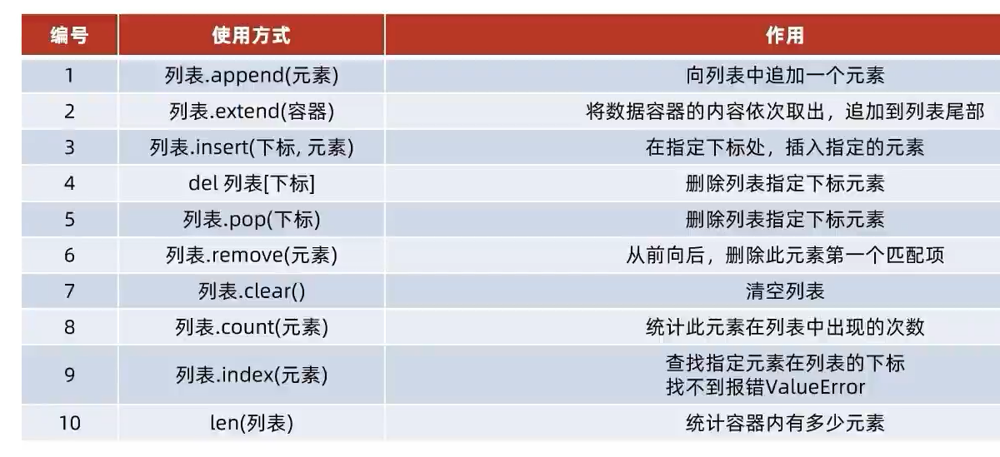 编号 使用方式 作用
1 列表.append(元素) 向列表中追加一个元素
2 列表.extend(容器) 将数据容器的内容依次取出，追加到列表尾部
3 列表.insert(下标, 元素) 在指定下标处，插入指定的元素
4 del 列表[下标] 删除列表指定下标元素
5 列表.pop(下标) 删除列表指定下标元素
6 列表.remove(元素) 从前向后，删除此元素第一个匹配项
7 列表.clear() 清空列表
8 列表.count(元素) 统计此元素在列表中出现的次数
9 列表.index(元素) 查找指定元素在列表的下标
找不到报错ValueError
10 len(列表) 统计容器内有多少元素